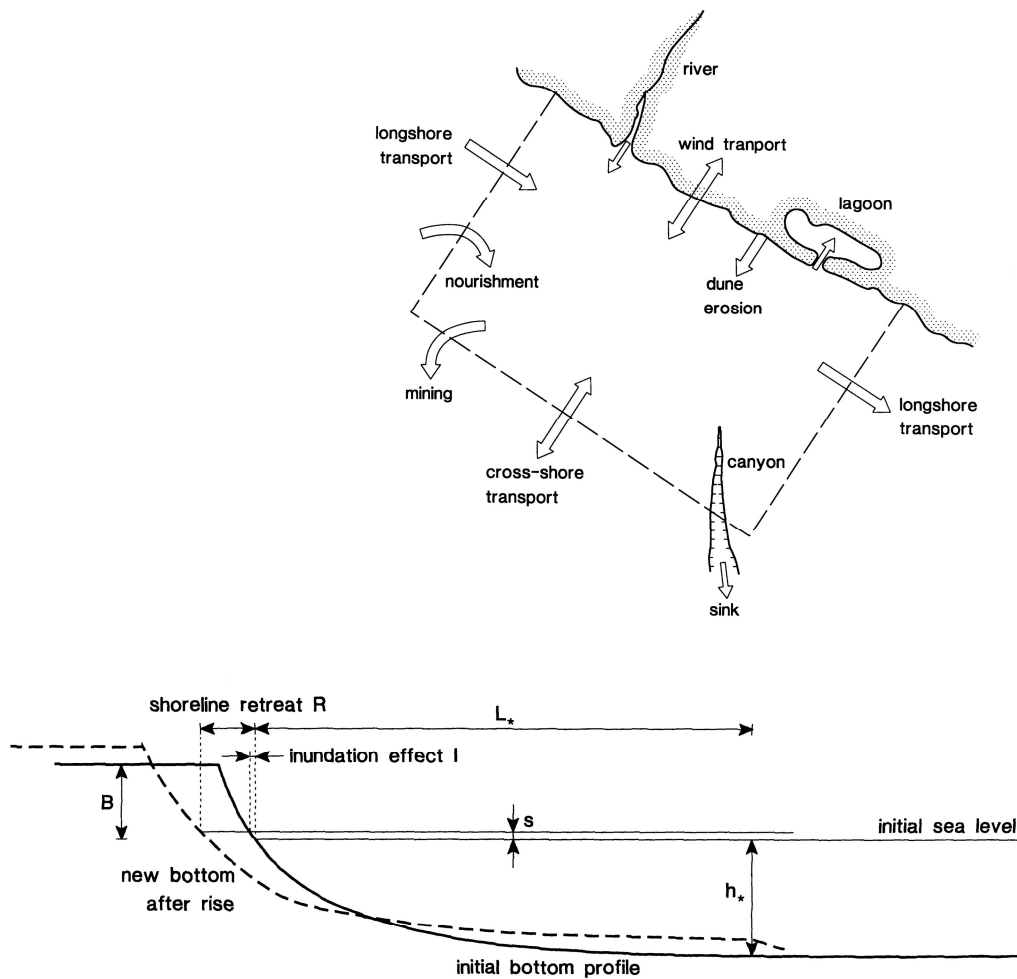 river
longshore
transport
wind tranport
lagoon
nourishment
dune
erosion
mining
longshore
transport
cross-shore
transport
canyon
sink
shoreline retreat R
L*
inundation effect I
B
s
initial sea level
new bottom
after rise
h*
initial bottom profile